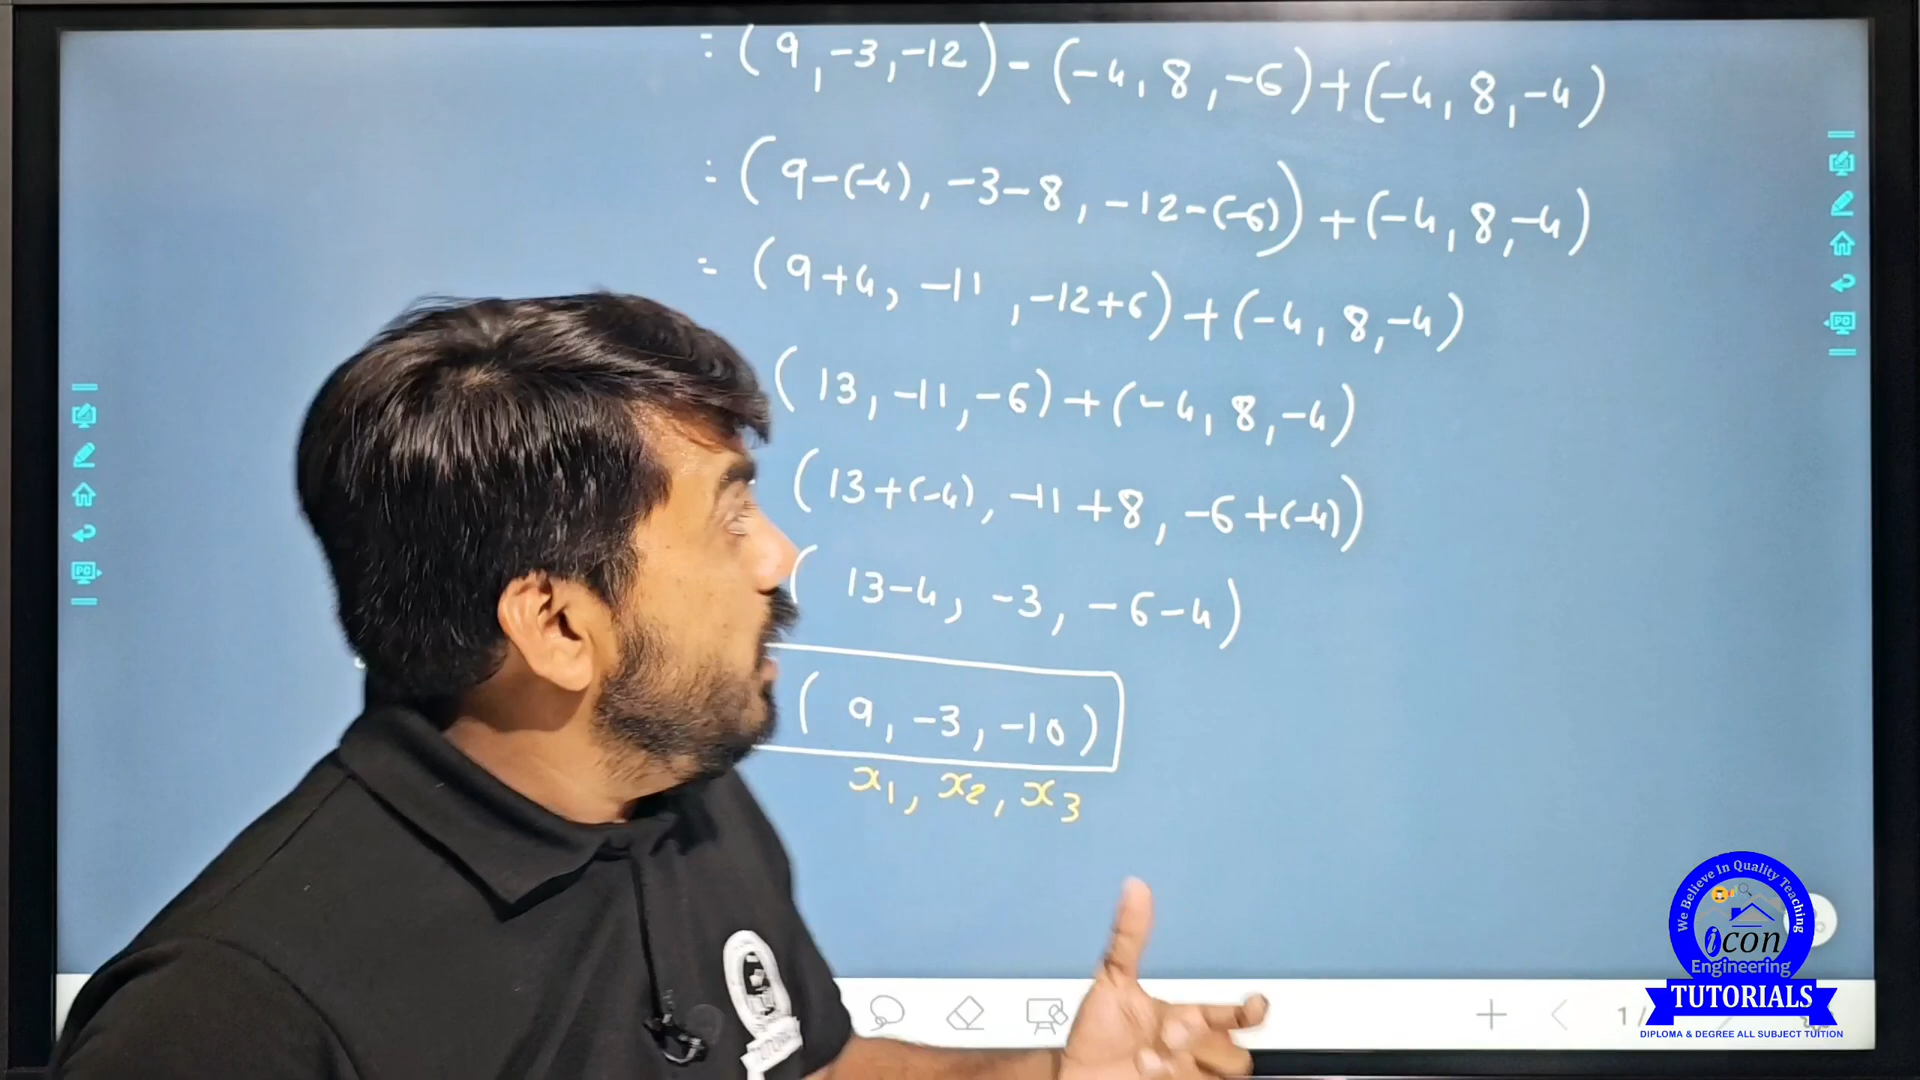 = (9, -3, -12) - (-4, 8, -6) + (-4, 8, -4)
= (9-(-4), -3-8, -12-(-6)) + (-4, 8, -4)
= (9+4, -11, -12+6) + (-4, 8, -4)
(13, -11, -6) + (-4, 8, -4)
(13+(-4), -11+8, -6+(-4))
( 13-4, -3, -6-4)
( 9, -3, -10)
x1, x2, x3
We Believe In Quality Teaching
icon
Engineering
TUTORIALS
DIPLOMA & DEGREE ALL SUBJECT TUITION
PC
PC
1/